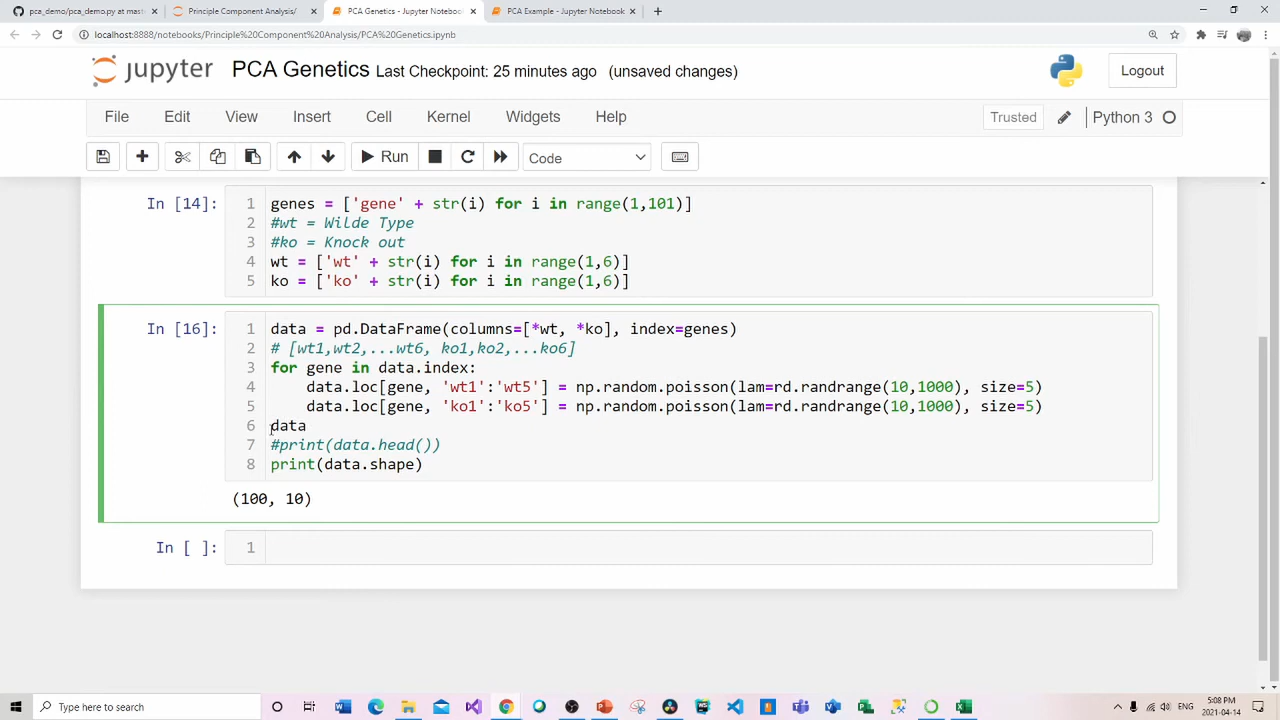 pca_demo/pca_demo.py at mast
Principle Component Analysis/
PCA Genetics - Jupyter Notebook
PCA Example - Jupyter Notebook
localhost:8888/notebooks/Principle%20Component%20Analysis/PCA%20Genetics.ipynb
jupyter PCA Genetics Last Checkpoint: 25 minutes ago (unsaved changes)
Logout
File Edit View Insert Cell Kernel Widgets Help
Trusted
Python 3
Run
Code
In [14]:
1 genes = ['gene' + str(i) for i in range(1,101)]
2 #wt = Wilde Type
3 #ko = Knock out
4 wt = ['wt' + str(i) for i in range(1,6)]
5 ko = ['ko' + str(i) for i in range(1,6)]
In [16]:
1 data = pd.DataFrame(columns=[*wt, *ko], index=genes)
2 # [wt1,wt2,...wt6, ko1,ko2,...ko6]
3 for gene in data.index:
4 data.loc[gene, 'wt1':'wt5'] = np.random.poisson(lam=rd.randrange(10,1000), size=5)
5 data.loc[gene, 'ko1':'ko5'] = np.random.poisson(lam=rd.randrange(10,1000), size=5)
6 data
7 #print(data.head())
8 print(data.shape)
(100, 10)
In [ ]:
1
Type here to search
ENG
5:08 PM
2021-04-14